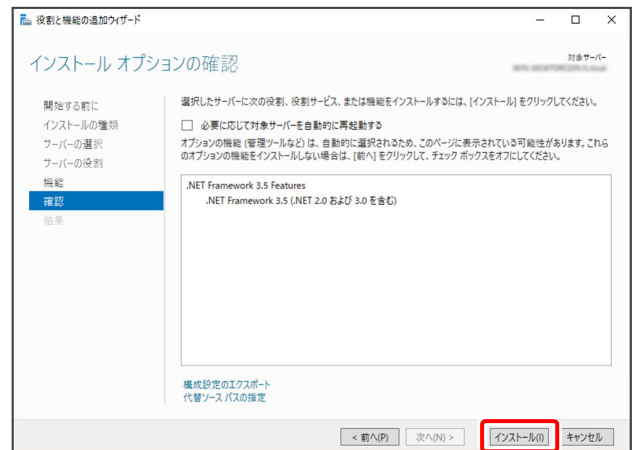 役割と機能の追加ウィザード
インストール オプションの確認
対象サーバー
開始する前に
インストールの種類
サーバーの選択
サーバーの役割
機能
確認
結果
選択したサーバーに次の役割、役割サービス、または機能をインストールするには、[インストール] をクリックしてください。
必要に応じて対象サーバーを自動的に再起動する
オプションの機能 (管理ツールなど) は、自動的に選択されるため、このページに表示されている可能性があります。これら
のオプションの機能をインストールしない場合は、[前へ] をクリックして、チェック ボックスをオフにしてください。
.NET Framework 3.5 Features
.NET Framework 3.5 (.NET 2.0 および 3.0 を含む)
構成設定のエクスポート
代替ソース パスの指定
< 前へ(P)
次へ(N) >
インストール(I)
キャンセル